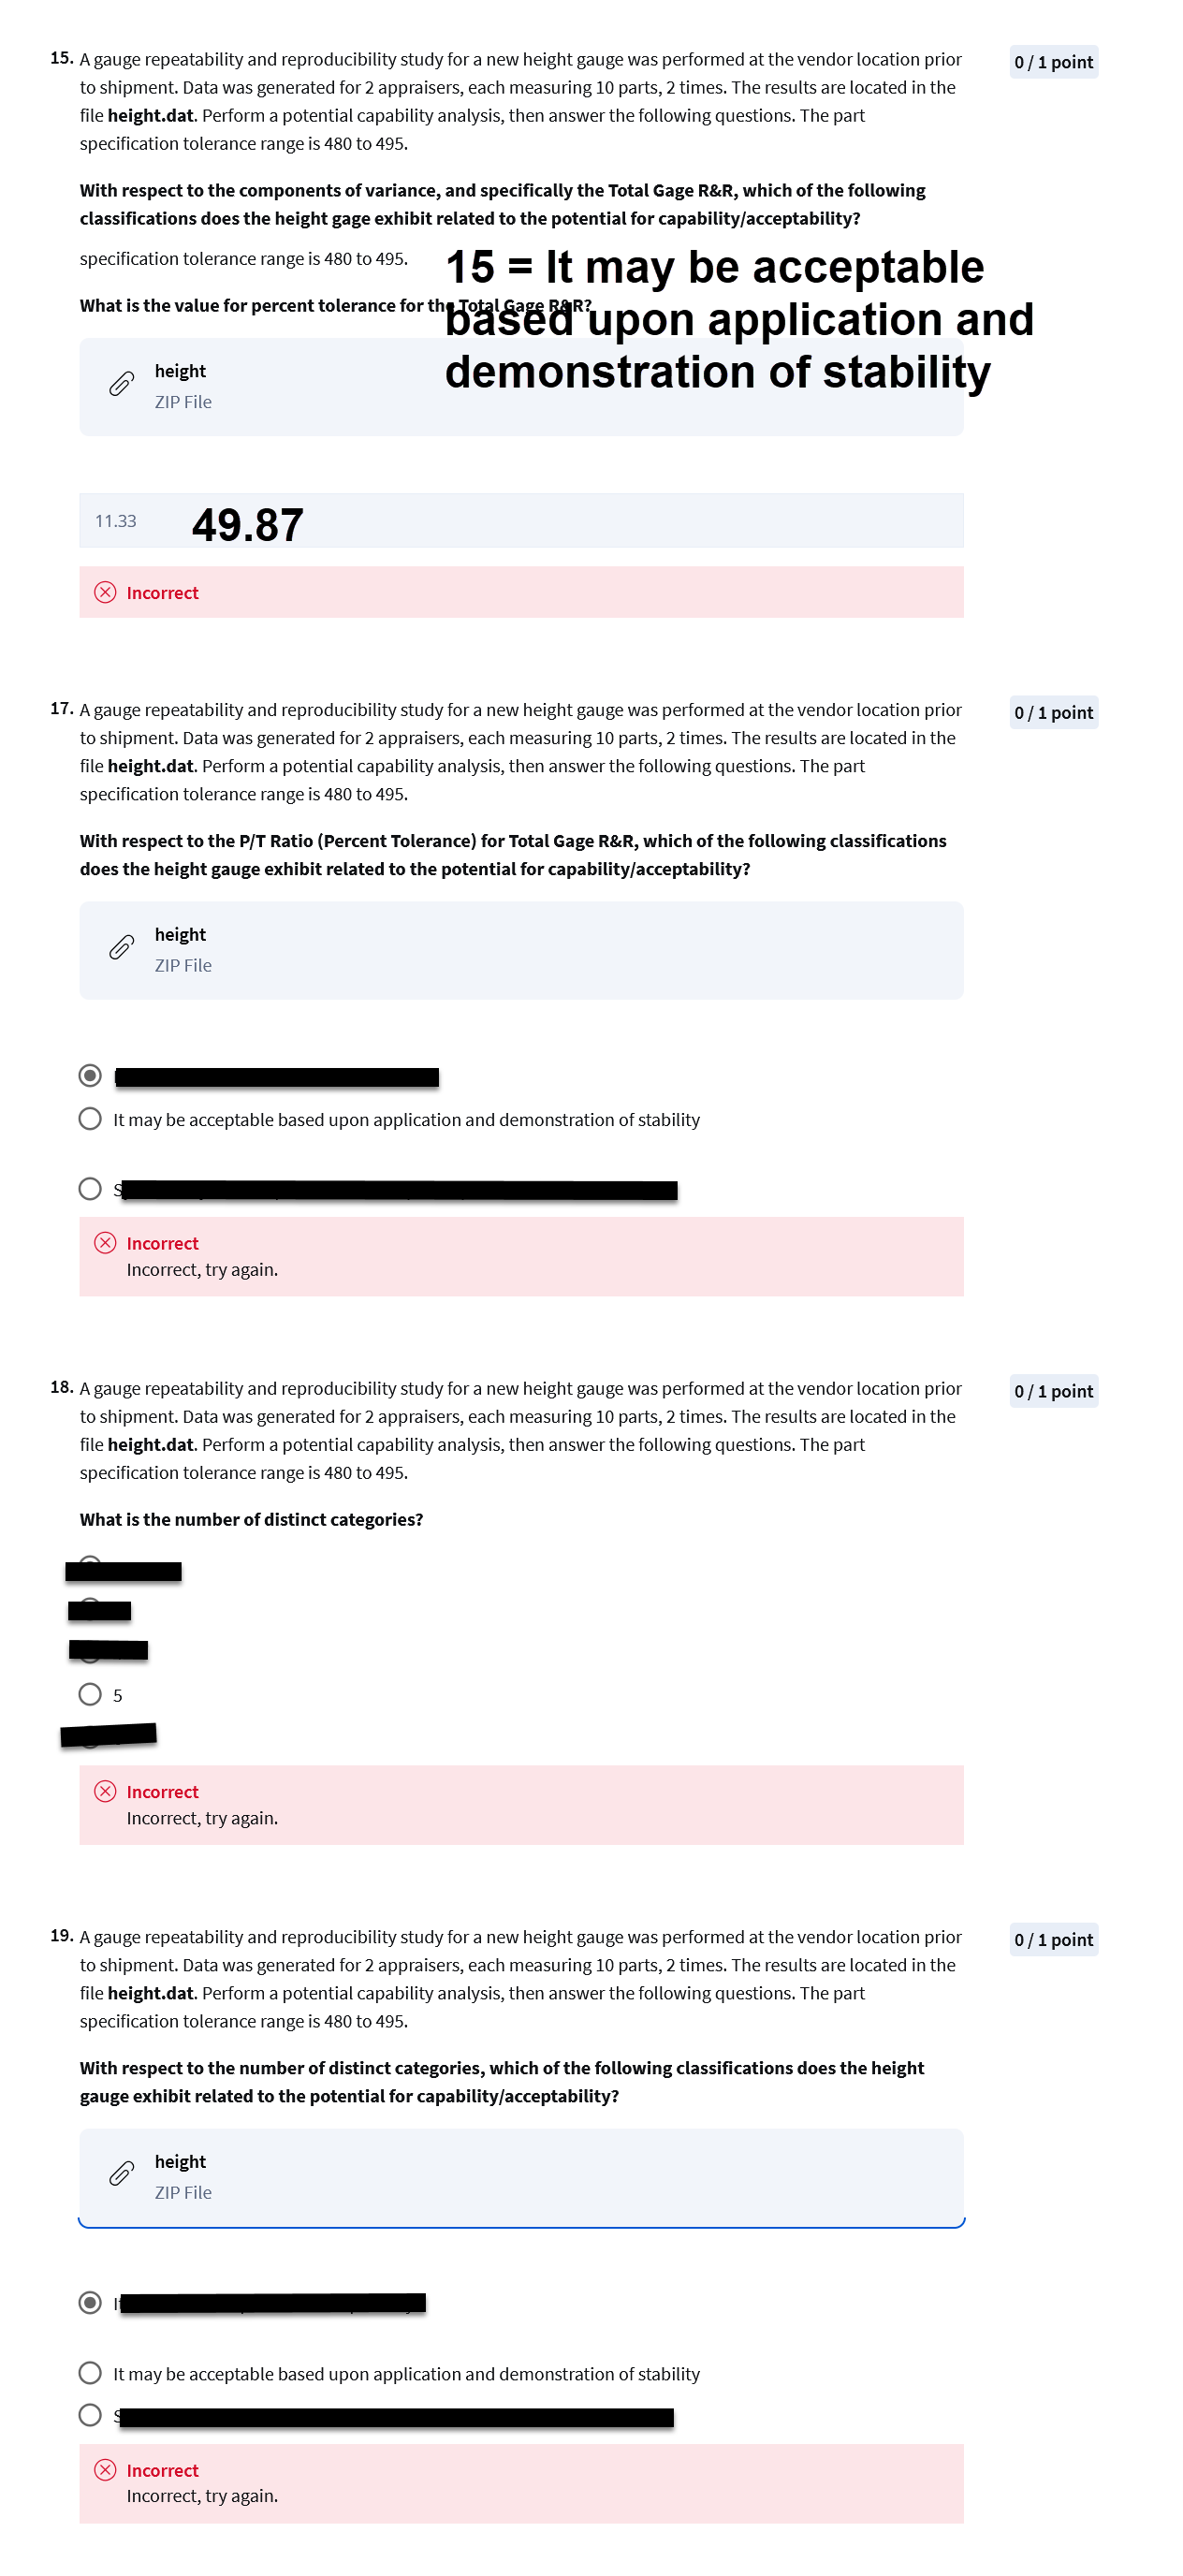 15. A gauge repeatability and reproducibility study for a new height gauge was performed at the vendor location prior
0 / 1 point
to shipment. Data was generated for 2 appraisers, each measuring 10 parts, 2 times. The results are located in the
file height.dat. Perform a potential capability analysis, then answer the following questions. The part
specification tolerance range is 480 to 495.
With respect to the components of variance, and specifically the Total Gage R&R, which of the following
classifications does the height gage exhibit related to the potential for capability/acceptability?
specification tolerance range is 480 to 495.
15 = It may be acceptable
based upon application and
demonstration of stability
What is the value for percent tolerance for the Total Gage R&R?
height
ZIP File
11.33
49.87
Incorrect
17. A gauge repeatability and reproducibility study for a new height gauge was performed at the vendor location prior
0 / 1 point
to shipment. Data was generated for 2 appraisers, each measuring 10 parts, 2 times. The results are located in the
file height.dat. Perform a potential capability analysis, then answer the following questions. The part
specification tolerance range is 480 to 495.
With respect to the P/T Ratio (Percent Tolerance) for Total Gage R&R, which of the following classifications
does the height gauge exhibit related to the potential for capability/acceptability?
height
ZIP File
It may be acceptable based upon application and demonstration of stability
Incorrect
Incorrect, try again.
18. A gauge repeatability and reproducibility study for a new height gauge was performed at the vendor location prior
0 / 1 point
to shipment. Data was generated for 2 appraisers, each measuring 10 parts, 2 times. The results are located in the
file height.dat. Perform a potential capability analysis, then answer the following questions. The part
specification tolerance range is 480 to 495.
What is the number of distinct categories?
5
Incorrect
Incorrect, try again.
19. A gauge repeatability and reproducibility study for a new height gauge was performed at the vendor location prior
0 / 1 point
to shipment. Data was generated for 2 appraisers, each measuring 10 parts, 2 times. The results are located in the
file height.dat. Perform a potential capability analysis, then answer the following questions. The part
specification tolerance range is 480 to 495.
With respect to the number of distinct categories, which of the following classifications does the height
gauge exhibit related to the potential for capability/acceptability?
height
ZIP File
It may be acceptable based upon application and demonstration of stability
Incorrect
Incorrect, try again.